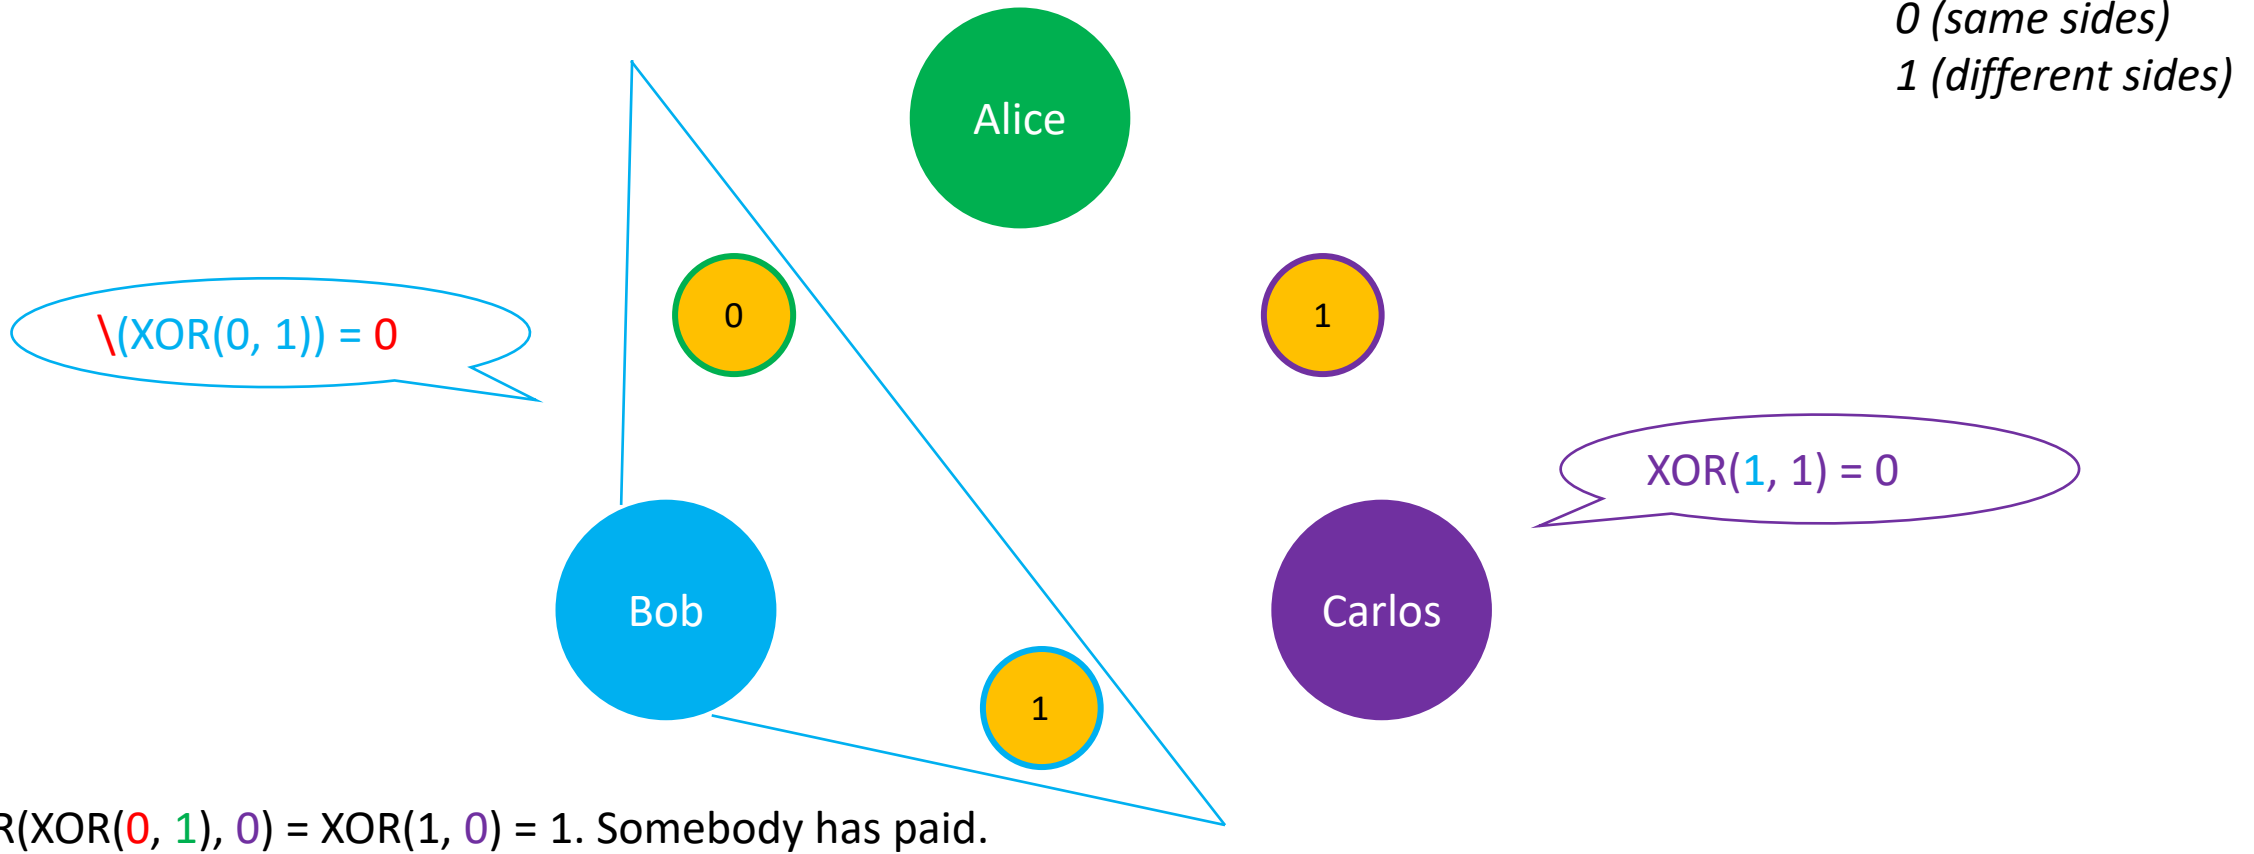 0 (same sides)
1 (different sides)
Alice
0
1
\(XOR(0, 1)) = 0
XOR(1, 1) = 0
Bob
Carlos
1
R(XOR(0, 1), 0) = XOR(1, 0) = 1. Somebody has paid.